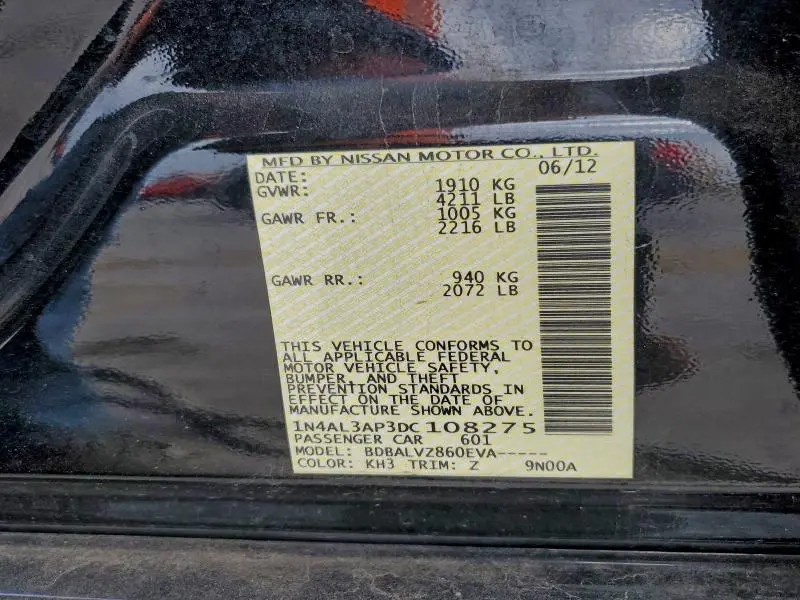 MFD BY NISSAN MOTOR CO., LTD.
DATE: 06/12
GVWR: 1910 KG
4211 LB
GAWR FR.: 1005 KG
2216 LB
GAWR RR.: 940 KG
2072 LB
THIS VEHICLE CONFORMS TO
ALL APPLICABLE FEDERAL
MOTOR VEHICLE SAFETY,
BUMPER, AND THEFT
PREVENTION STANDARDS IN
EFFECT ON THE DATE OF
MANUFACTURE SHOWN ABOVE.
1N4AL3AP3DC108275
PASSENGER CAR 601
MODEL: BDBALVZ860EVA-----
COLOR: KH3 TRIM: Z 9N00A